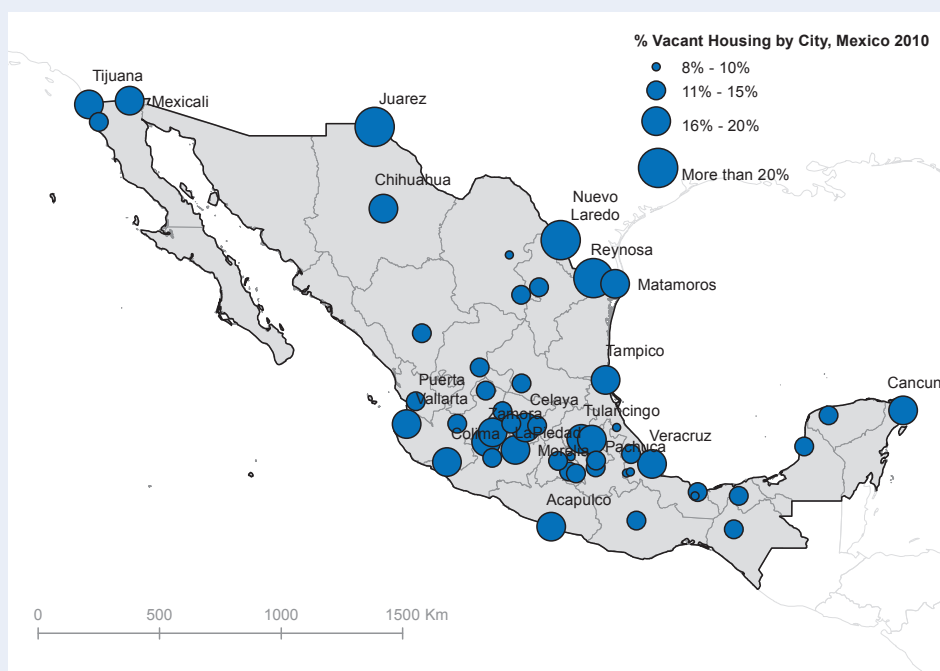 % Vacant Housing by City, Mexico 2010
8% - 10%
11% - 15%
16% - 20%
More than 20%
Tijuana
Mexicali
Juarez
Chihuahua
Nuevo
Laredo
Reynosa
Matamoros
Tampico
Cancun
Puerta
Vallarta
Celaya
Zamora
Tulancingo
Colima
LaPiedad
Pachuca
Veracruz
Morelia
Acapulco
0 500 1000 1500 Km